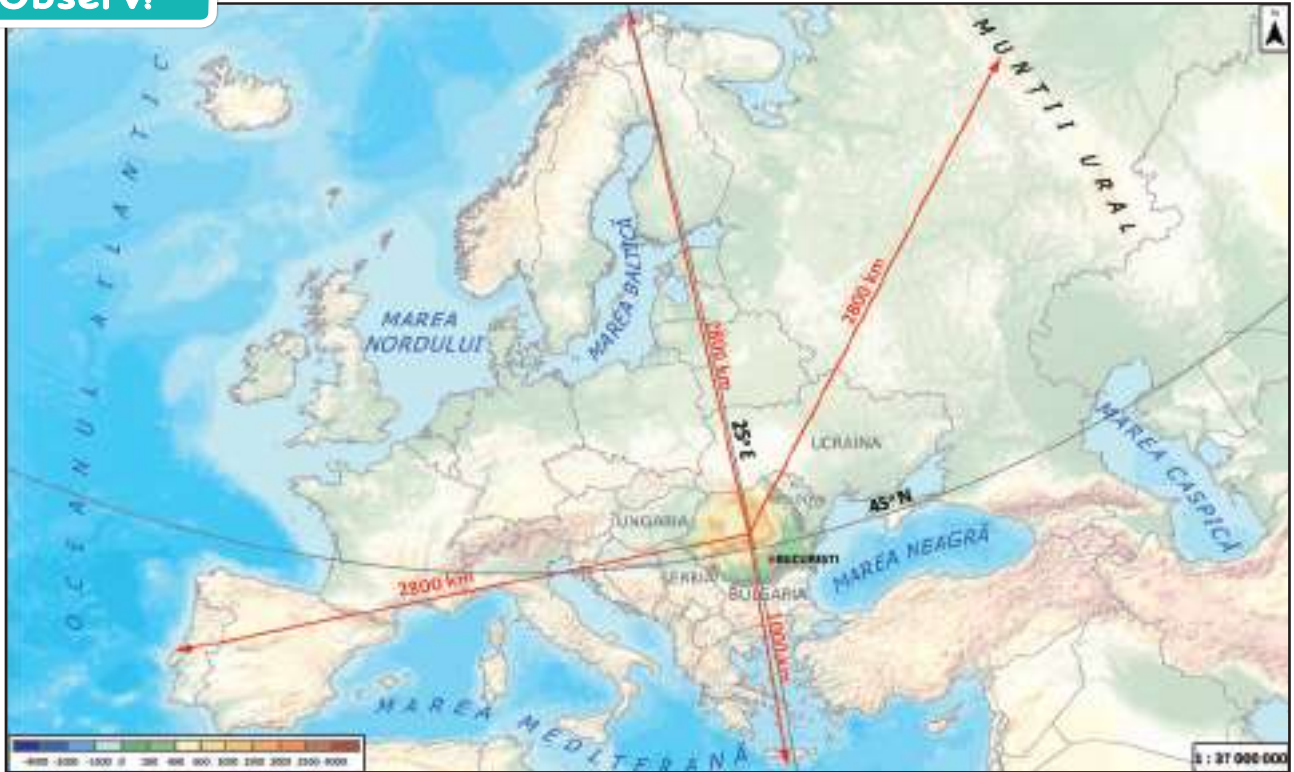 Observ!
OCEANUL ATLANTIC
MUNȚII URAL
MAREA
NORDULUI
MAREA BALTICĂ
2800 km
2800 km
25° E
UCRAINA
45° N
MAREA CASPICĂ
UNGARIA
MAREA NEAGRĂ
BUCUREȘTI
SERBIA
BULGARIA
2800 km
1000 km
MAREA MEDITERANĂ
1 : 37 000 000